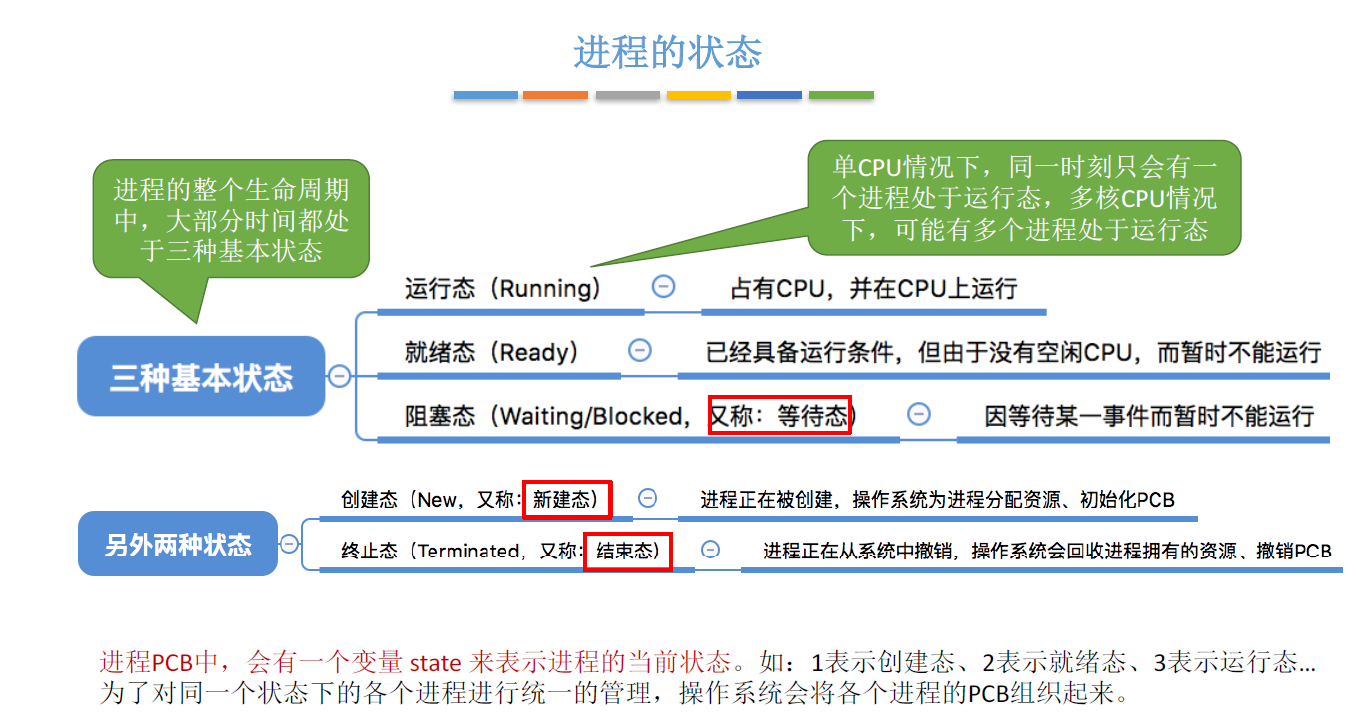 进程的状态
进程的整个生命周期
中，大部分时间都处
于三种基本状态
单CPU情况下，同一时刻只会有一
个进程处于运行态，多核CPU情况
下，可能有多个进程处于运行态
三种基本状态
运行态（Running）
占有CPU，并在CPU上运行
就绪态（Ready）
已经具备运行条件，但由于没有空闲CPU，而暂时不能运行
阻塞态（Waiting/Blocked，又称：等待态）
因等待某一事件而暂时不能运行
另外两种状态
创建态（New，又称：新建态）
进程正在被创建，操作系统为进程分配资源、初始化PCB
终止态（Terminated，又称：结束态）
进程正在从系统中撤销，操作系统会回收进程拥有的资源、撤销PCB
进程PCB中，会有一个变量 state 来表示进程的当前状态。如：1表示创建态、2表示就绪态、3表示运行态...
为了对同一个状态下的各个进程进行统一的管理，操作系统会将各个进程的PCB组织起来。